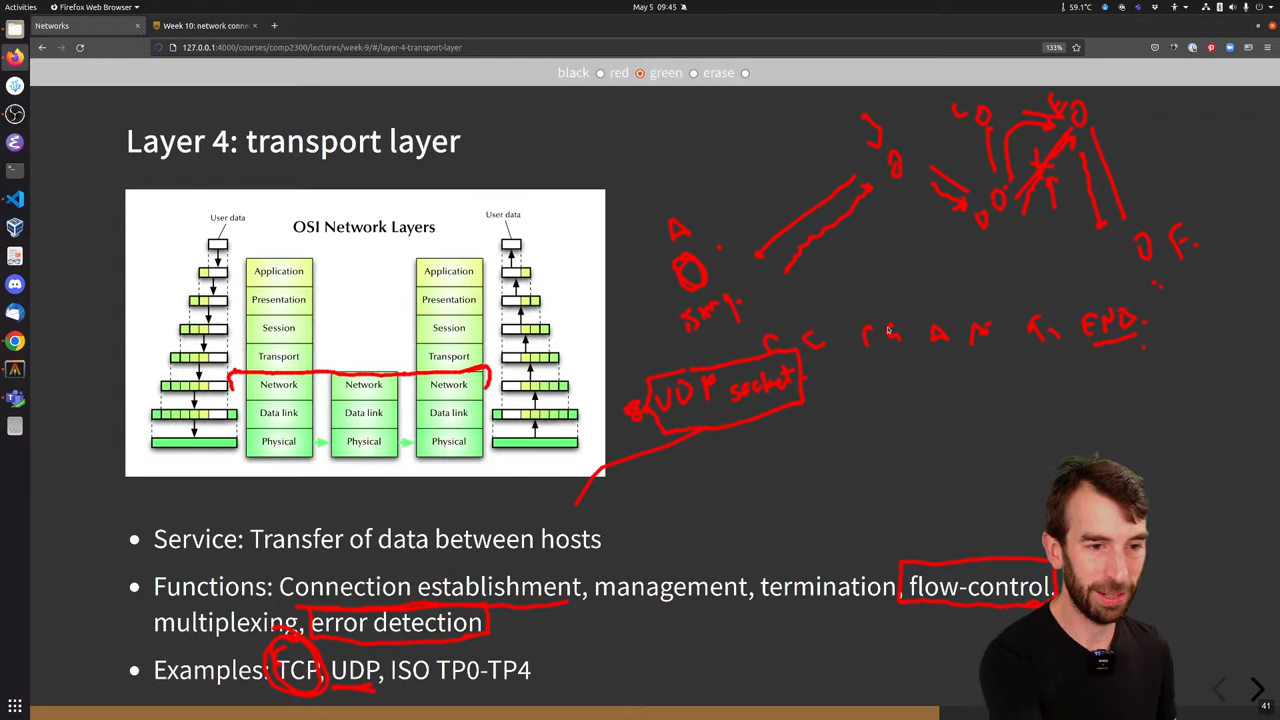 Activities
Firefox Web Browser
May 5 09:45
59.1°c
Networks
Week 10: network conne
127.0.0.1:4000/courses/comp2300/lectures/week-9/#/layer-4-transport-layer
133%
black red green erase
Layer 4: transport layer
User data
OSI Network Layers
User data
Application
Application
Presentation
Presentation
Session
Session
Transport
Transport
Network
Network
Network
Data link
Data link
Data link
Physical
Physical
Physical
A
F.
UDP socket
END.
Service: Transfer of data between hosts
Functions: Connection establishment, management, termination, flow-control,
multiplexing, error detection
Examples: TCP, UDP, ISO TP0-TP4
41